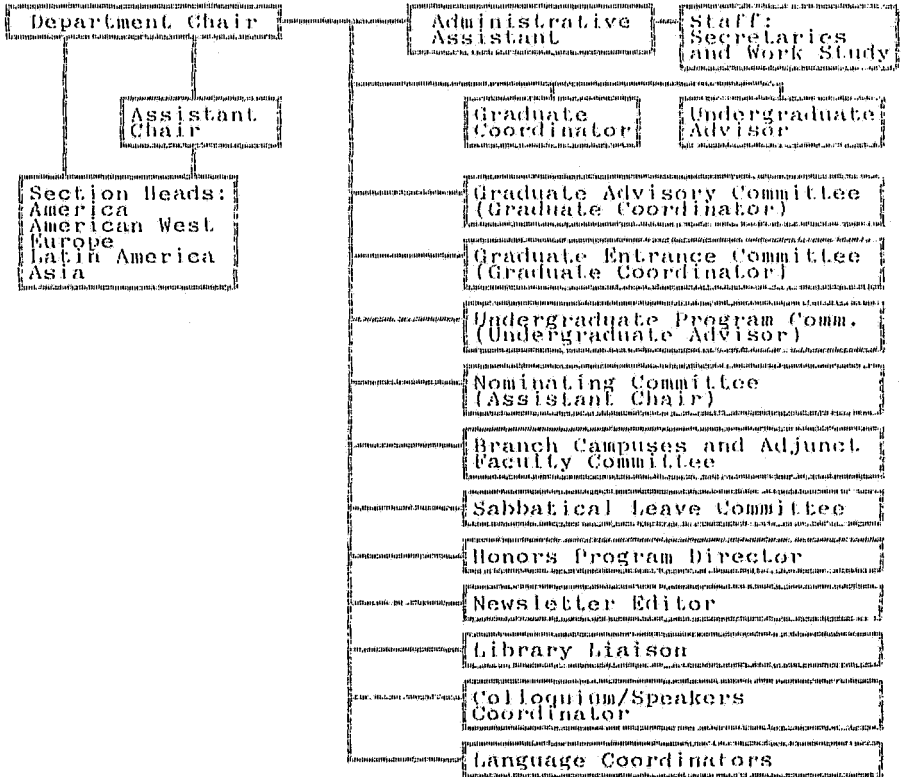 Department Chair
Administrative
Assistant
Staff:
Secretaries
and Work Study
Assistant
Chair
Graduate
Coordinator
Undergraduate
Advisor
Section Heads:
America
American West
Europe
Latin America
Asia
Graduate Advisory Committee
(Graduate Coordinator)
Graduate Entrance Committee
(Graduate Coordinator)
Undergraduate Program Comm.
(Undergraduate Advisor)
Nominating Committee
(Assistant Chair)
Branch Campuses and Adjunct
Faculty Committee
Sabbatical Leave Committee
Honors Program Director
Newsletter Editor
Library Liaison
Colloquium/Speakers
Coordinator
Language Coordinators